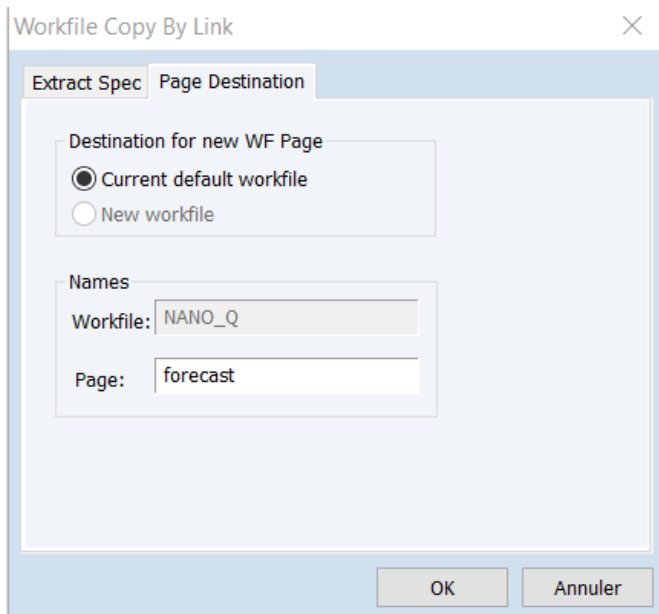 Workfile Copy By Link
Extract Spec Page Destination
Destination for new WF Page
Current default workfile
New workfile
Names
Workfile: NANO_Q
Page: forecast
OK Annuler